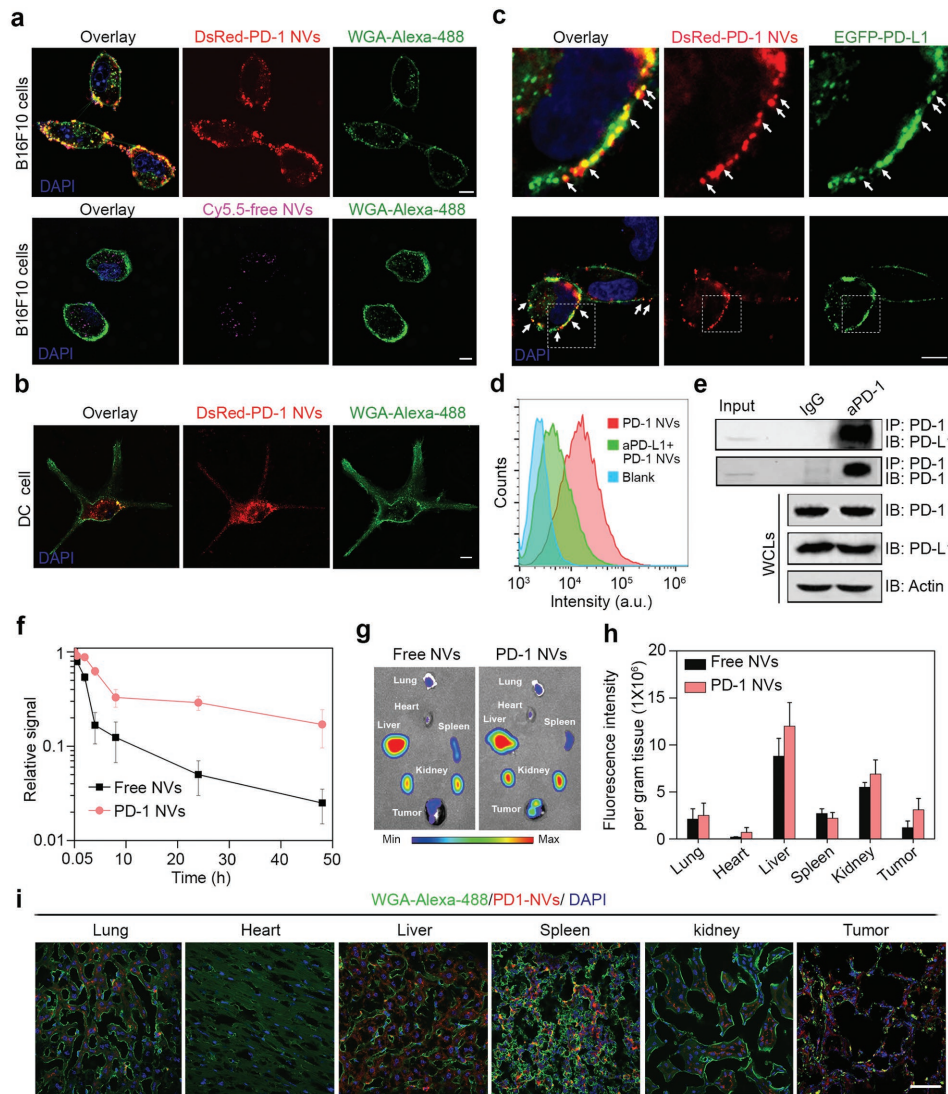 a
Overlay
DsRed-PD-1 NVs
WGA-Alexa-488
B16F10 cells
DAPI
Overlay
Cy5.5-free NVs
WGA-Alexa-488
B16F10 cells
DAPI
b
Overlay
DsRed-PD-1 NVs
WGA-Alexa-488
DC cell
DAPI
c
Overlay
DsRed-PD-1 NVs
EGFP-PD-L1
DAPI
d
Counts
PD-1 NVs
aPD-L1+
PD-1 NVs
Blank
10³ 10⁴ 10⁵ 10⁶
Intensity (a.u.)
e
Input
IgG
aPD-1
IP: PD-1
IB: PD-L1
IP: PD-1
IB: PD-1
WCLs
IB: PD-1
IB: PD-L1
IB: Actin
f
Relative signal
1
0.1
0.01
Free NVs
PD-1 NVs
0.05 10 20 30 40 50
Time (h)
g
Free NVs
PD-1 NVs
Lung
Heart
Liver
Spleen
Kidney
Tumor
Lung
Heart
Liver
Spleen
Kidney
Tumor
Min
Max
h
Fluorescence intensity
per gram tissue (1X10⁶)
20
15
10
5
0
Free NVs
PD-1 NVs
Lung
Heart
Liver
Spleen
Kidney
Tumor
i
WGA-Alexa-488/PD1-NVs/ DAPI
Lung
Heart
Liver
Spleen
kidney
Tumor